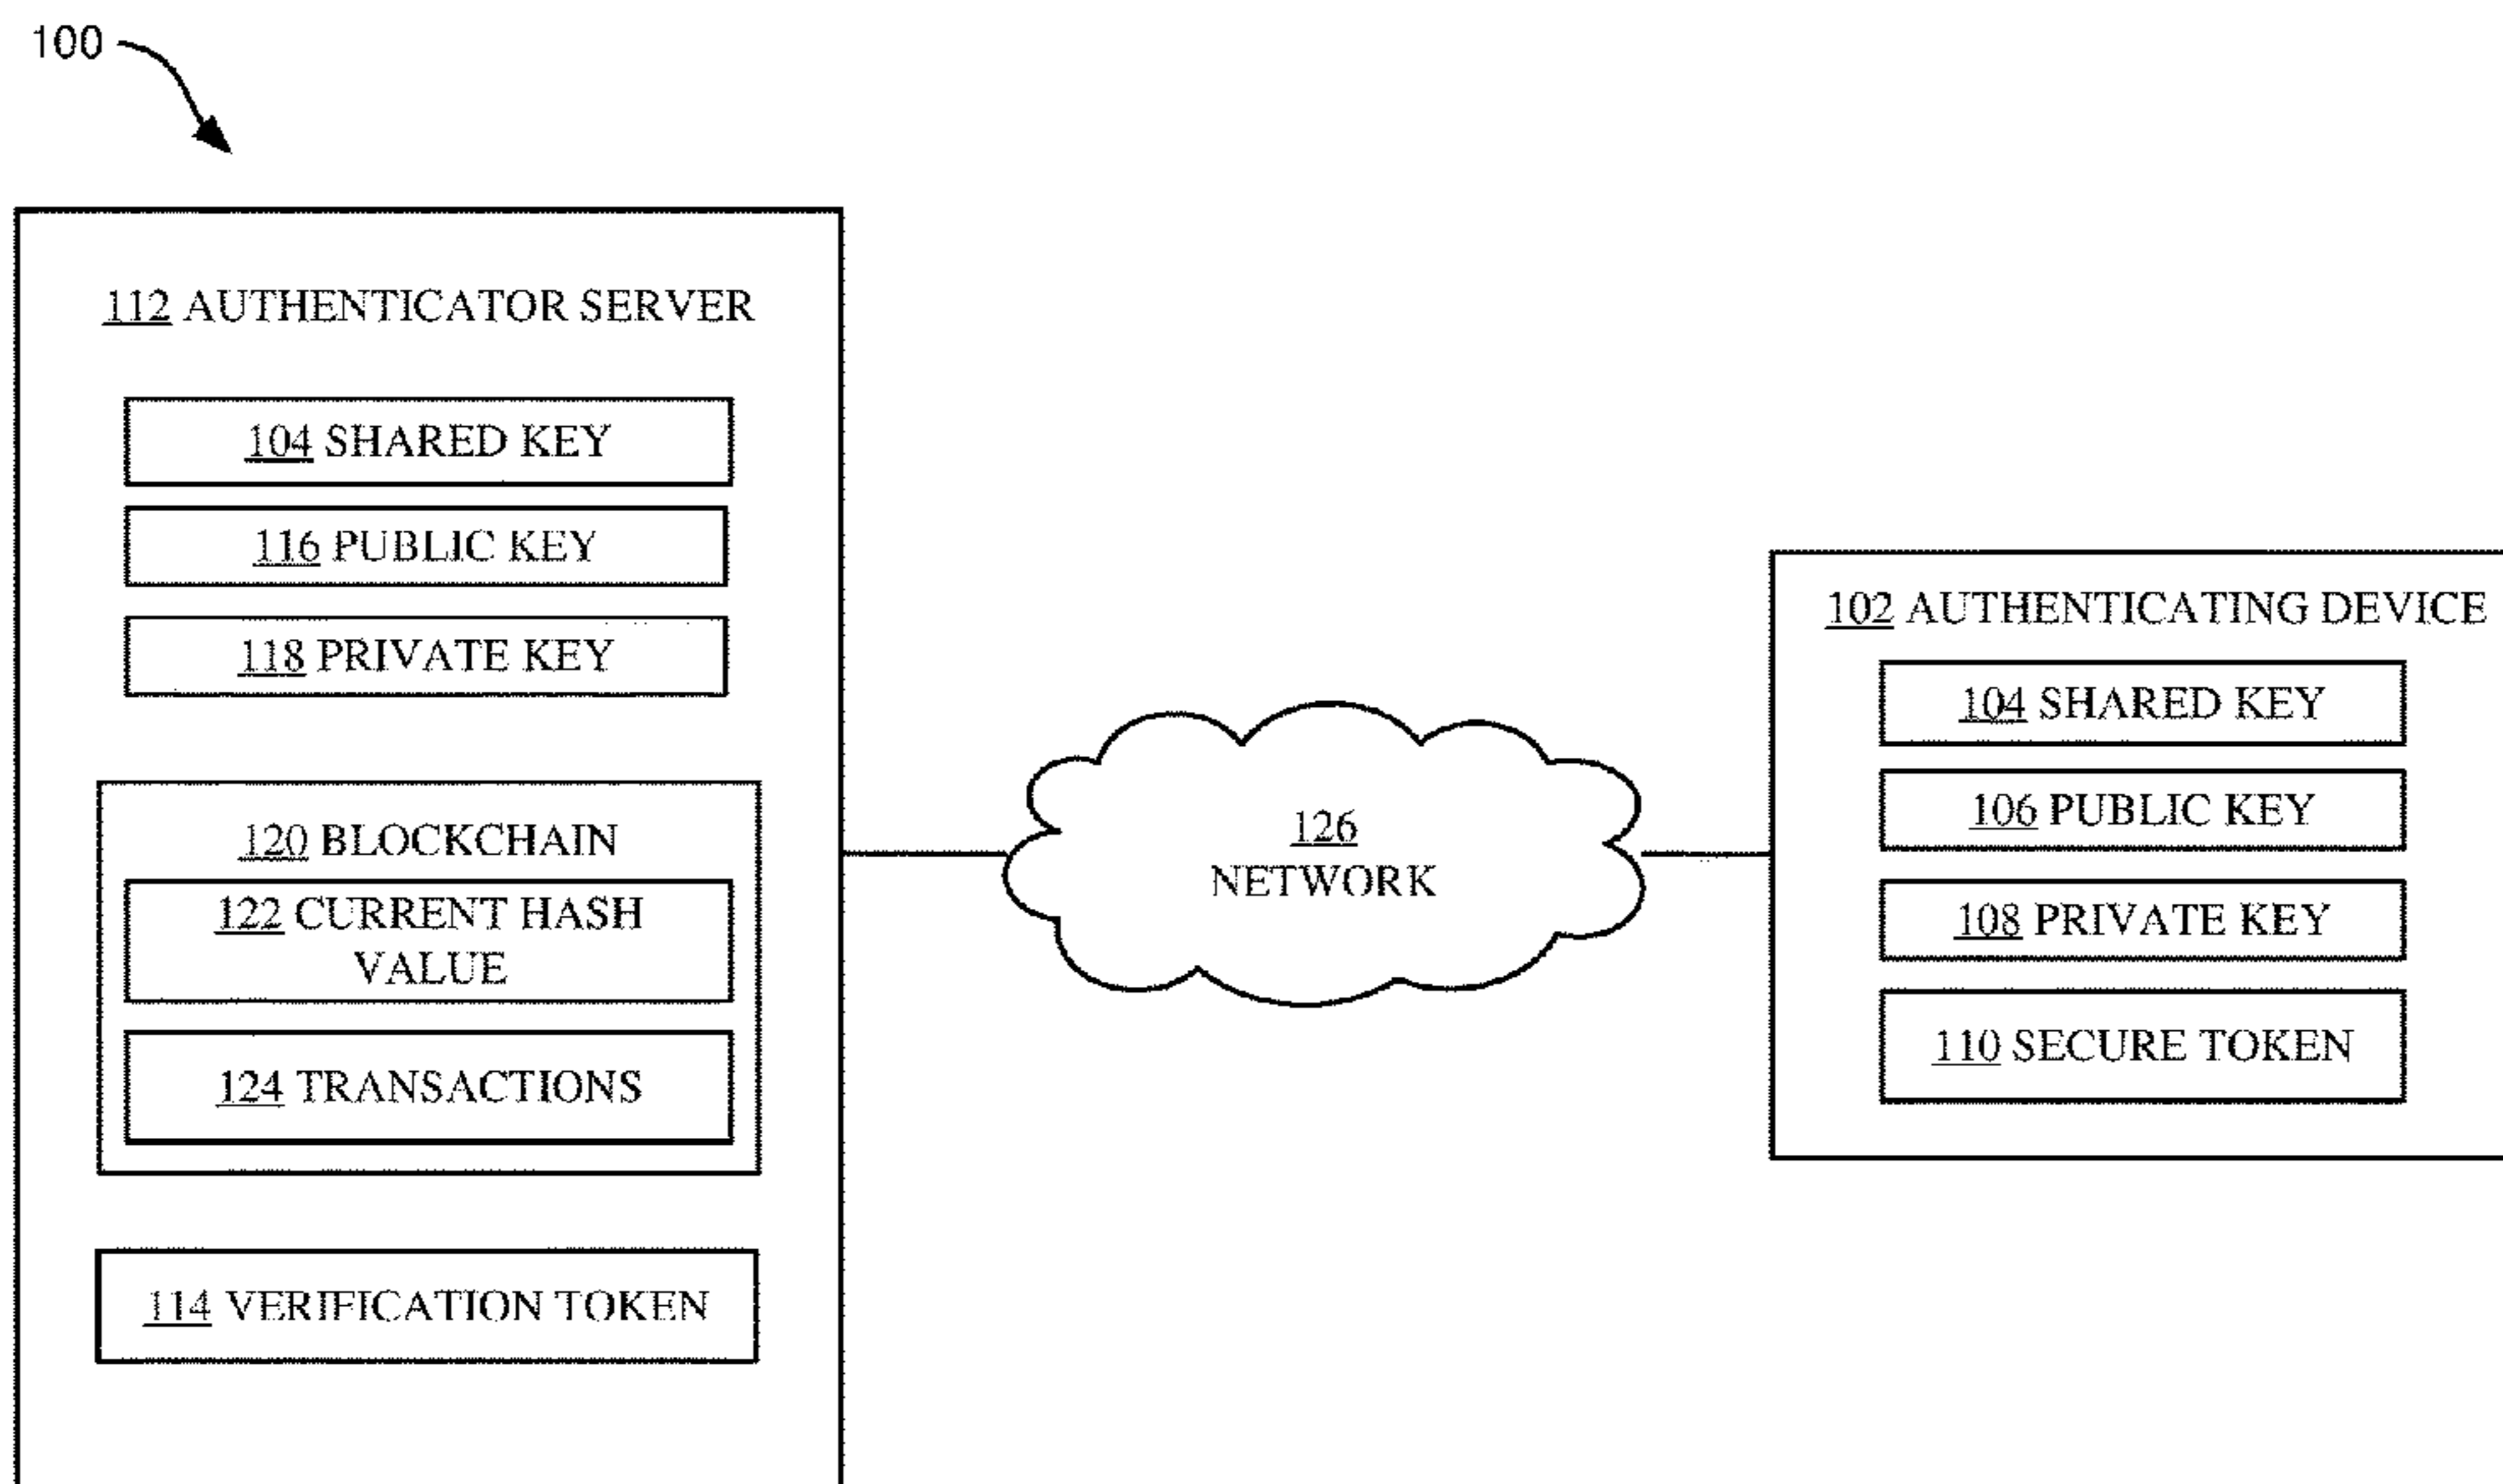 100
112 AUTHENTICATOR SERVER
104 SHARED KEY
116 PUBLIC KEY
118 PRIVATE KEY
120 BLOCKCHAIN
122 CURRENT HASH
VALUE
124 TRANSACTIONS
114 VERIFICATION TOKEN
126
NETWORK
102 AUTHENTICATING DEVICE
104 SHARED KEY
106 PUBLIC KEY
108 PRIVATE KEY
110 SECURE TOKEN